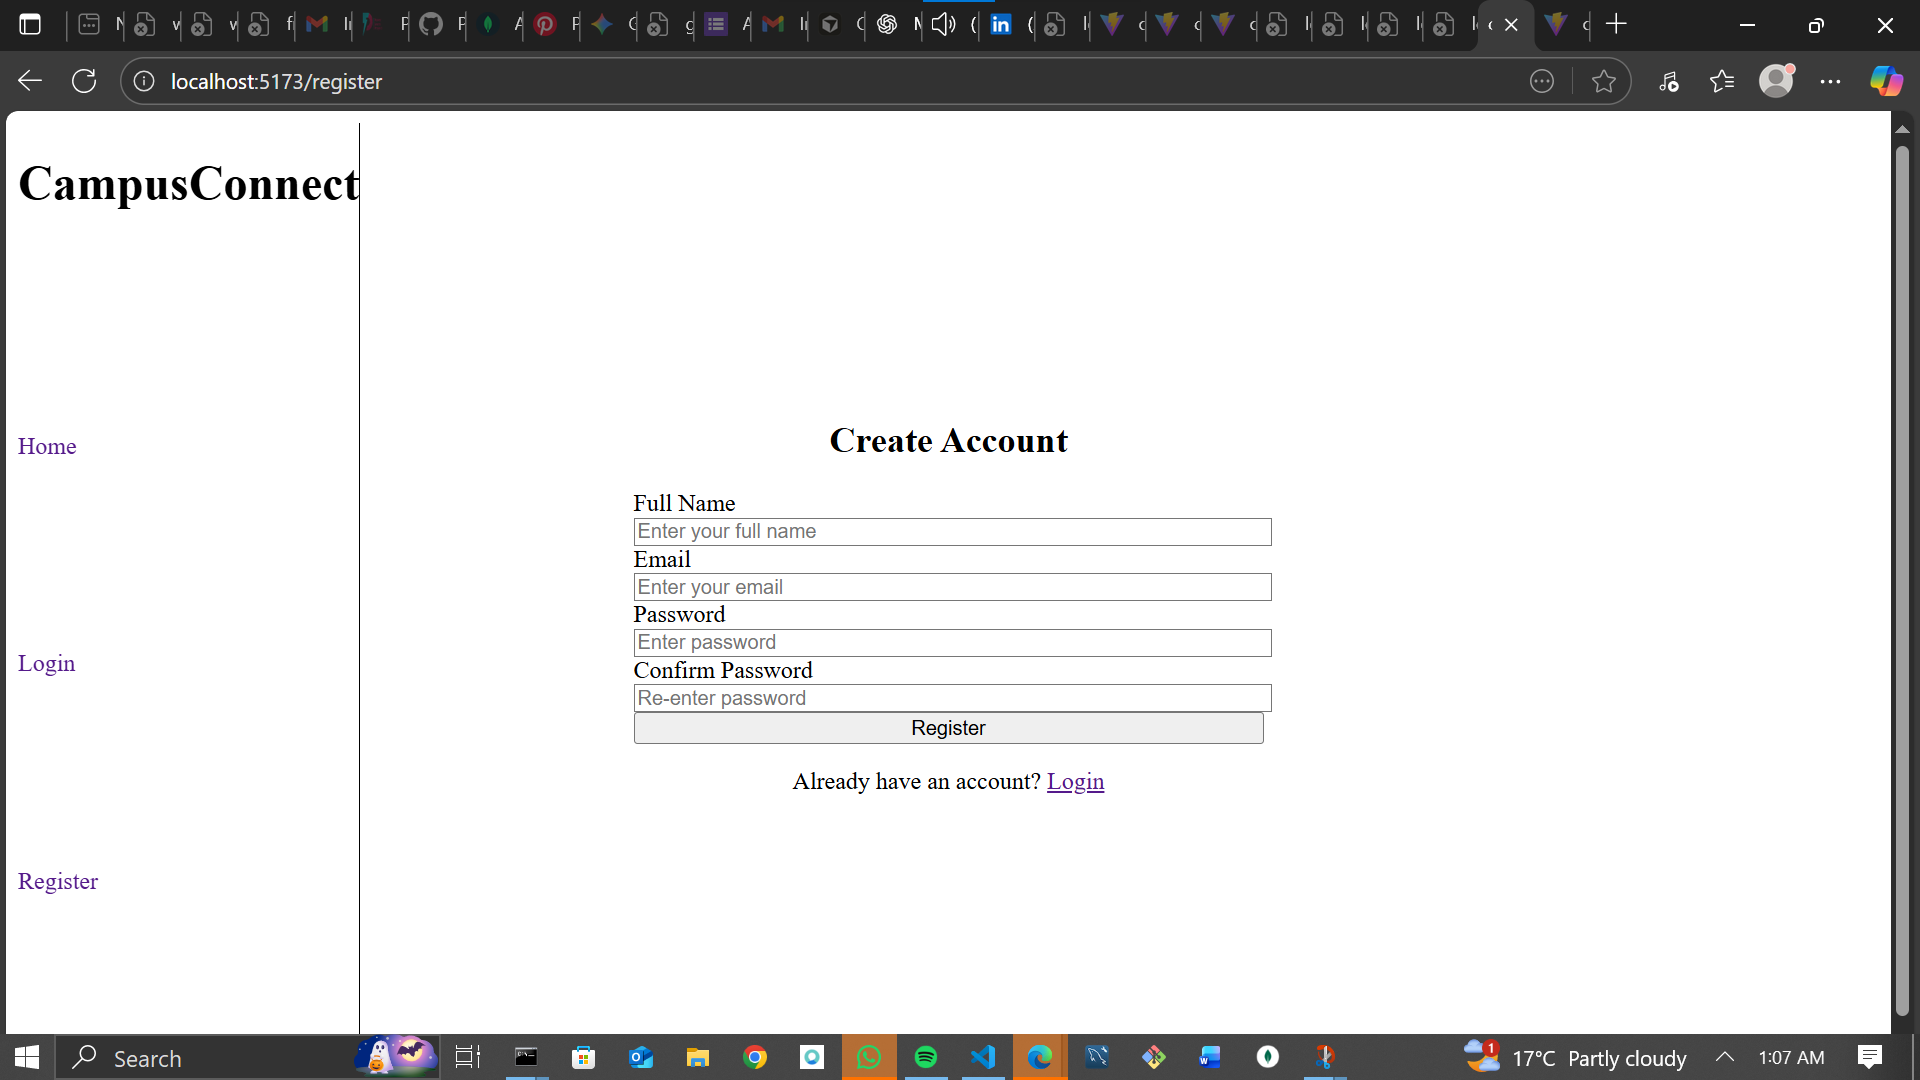 localhost:5173/register
CampusConnect
Home
Login
Register
Create Account
Full Name
Enter your full name
Email
Enter your email
Password
Enter password
Confirm Password
Re-enter password
Register
Already have an account? Login
Search
1
17°C Partly cloudy
1:07 AM